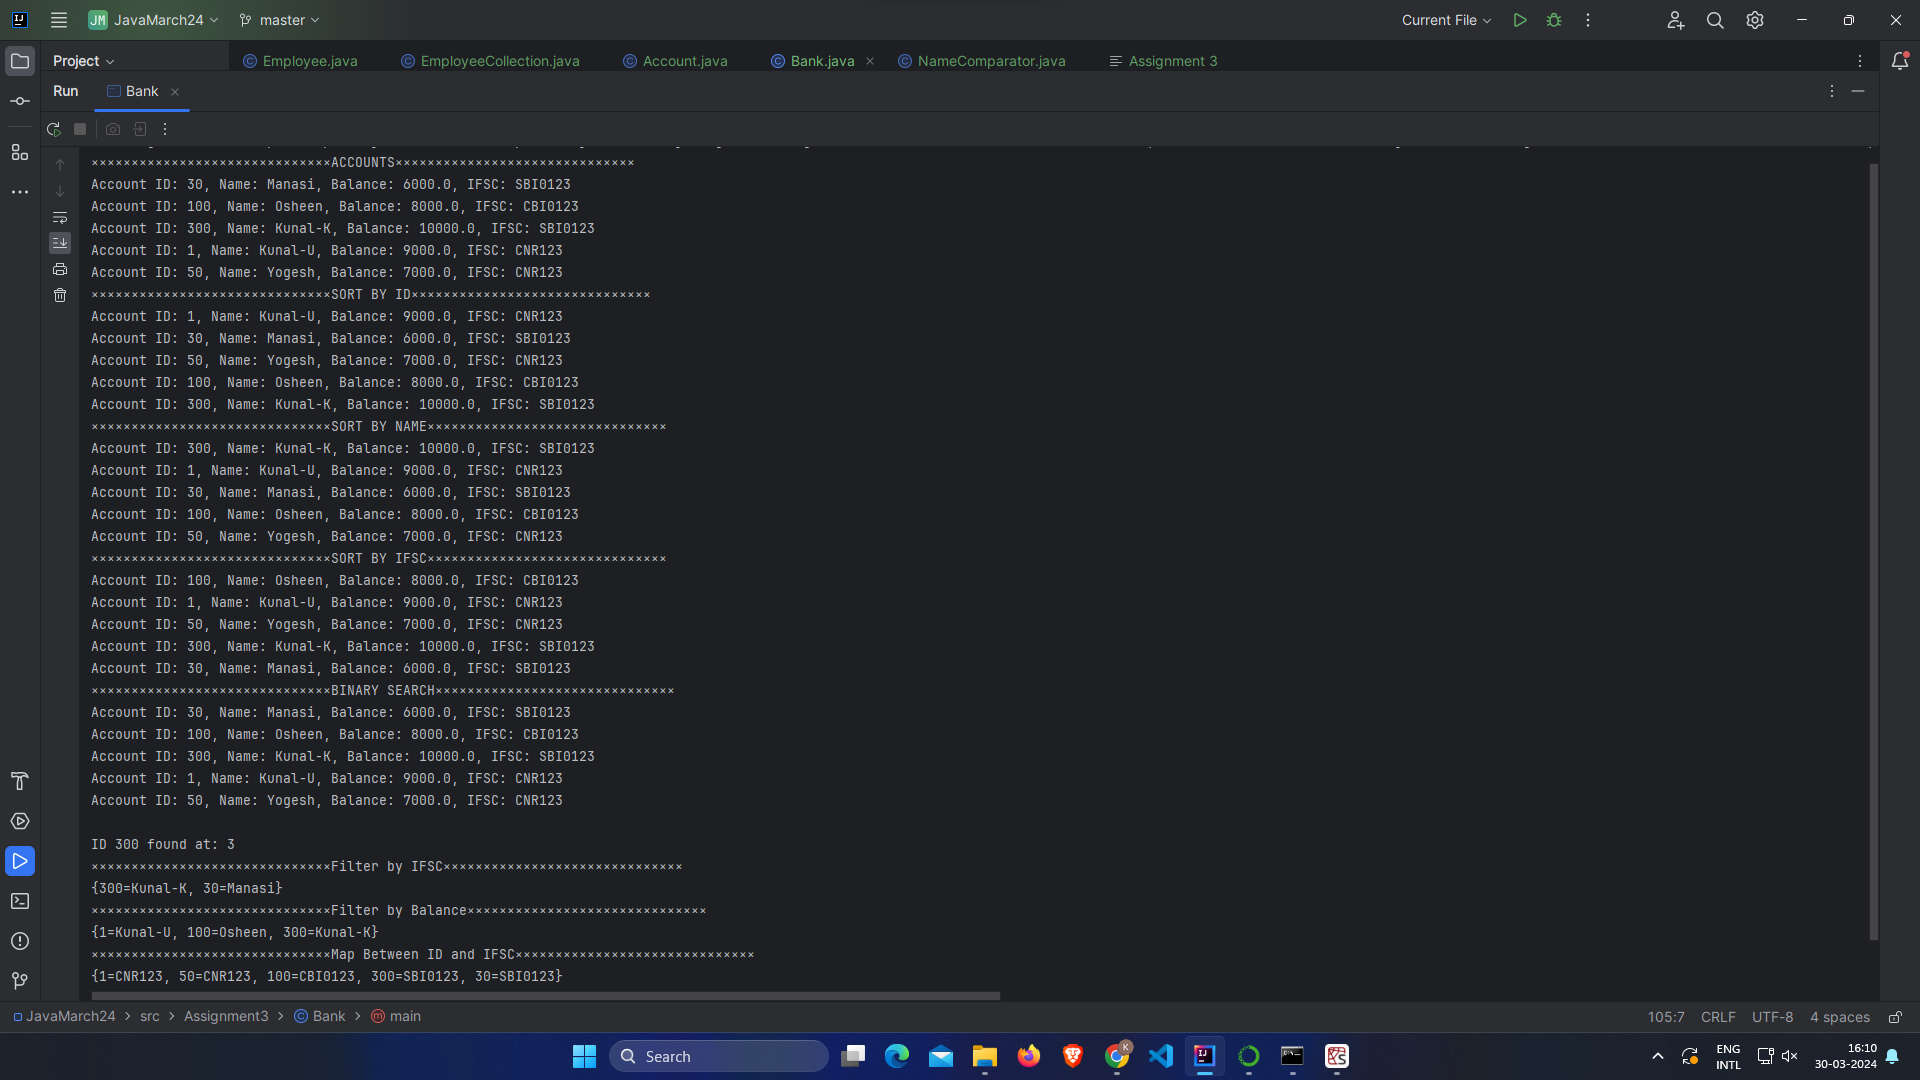 JM JavaMarch24 master Current File
Project Employee.java EmployeeCollection.java Account.java Bank.java NameComparator.java Assignment 3
Run Bank
××××××××××××××××××××××××××××××ACCOUNTS××××××××××××××××××××××××××××××
Account ID: 30, Name: Manasi, Balance: 6000.0, IFSC: SBI0123
Account ID: 100, Name: Osheen, Balance: 8000.0, IFSC: CBI0123
Account ID: 300, Name: Kunal-K, Balance: 10000.0, IFSC: SBI0123
Account ID: 1, Name: Kunal-U, Balance: 9000.0, IFSC: CNR123
Account ID: 50, Name: Yogesh, Balance: 7000.0, IFSC: CNR123
××××××××××××××××××××××××××××××SORT BY ID××××××××××××××××××××××××××××××
Account ID: 1, Name: Kunal-U, Balance: 9000.0, IFSC: CNR123
Account ID: 30, Name: Manasi, Balance: 6000.0, IFSC: SBI0123
Account ID: 50, Name: Yogesh, Balance: 7000.0, IFSC: CNR123
Account ID: 100, Name: Osheen, Balance: 8000.0, IFSC: CBI0123
Account ID: 300, Name: Kunal-K, Balance: 10000.0, IFSC: SBI0123
××××××××××××××××××××××××××××××SORT BY NAME××××××××××××××××××××××××××××××
Account ID: 300, Name: Kunal-K, Balance: 10000.0, IFSC: SBI0123
Account ID: 1, Name: Kunal-U, Balance: 9000.0, IFSC: CNR123
Account ID: 30, Name: Manasi, Balance: 6000.0, IFSC: SBI0123
Account ID: 100, Name: Osheen, Balance: 8000.0, IFSC: CBI0123
Account ID: 50, Name: Yogesh, Balance: 7000.0, IFSC: CNR123
××××××××××××××××××××××××××××××SORT BY IFSC××××××××××××××××××××××××××××××
Account ID: 100, Name: Osheen, Balance: 8000.0, IFSC: CBI0123
Account ID: 1, Name: Kunal-U, Balance: 9000.0, IFSC: CNR123
Account ID: 50, Name: Yogesh, Balance: 7000.0, IFSC: CNR123
Account ID: 300, Name: Kunal-K, Balance: 10000.0, IFSC: SBI0123
Account ID: 30, Name: Manasi, Balance: 6000.0, IFSC: SBI0123
××××××××××××××××××××××××××××××BINARY SEARCH××××××××××××××××××××××××××××××
Account ID: 30, Name: Manasi, Balance: 6000.0, IFSC: SBI0123
Account ID: 100, Name: Osheen, Balance: 8000.0, IFSC: CBI0123
Account ID: 300, Name: Kunal-K, Balance: 10000.0, IFSC: SBI0123
Account ID: 1, Name: Kunal-U, Balance: 9000.0, IFSC: CNR123
Account ID: 50, Name: Yogesh, Balance: 7000.0, IFSC: CNR123
ID 300 found at: 3
××××××××××××××××××××××××××××××Filter by IFSC××××××××××××××××××××××××××××××
{300=Kunal-K, 30=Manasi}
××××××××××××××××××××××××××××××Filter by Balance××××××××××××××××××××××××××××××
{1=Kunal-U, 100=Osheen, 300=Kunal-K}
××××××××××××××××××××××××××××××Map Between ID and IFSC××××××××××××××××××××××××××××××
{1=CNR123, 50=CNR123, 100=CBI0123, 300=SBI0123, 30=SBI0123}
JavaMarch24 > src > Assignment3 > Bank > main 105:7 CRLF UTF-8 4 spaces
Search ENG 16:10
INTL 30-03-2024